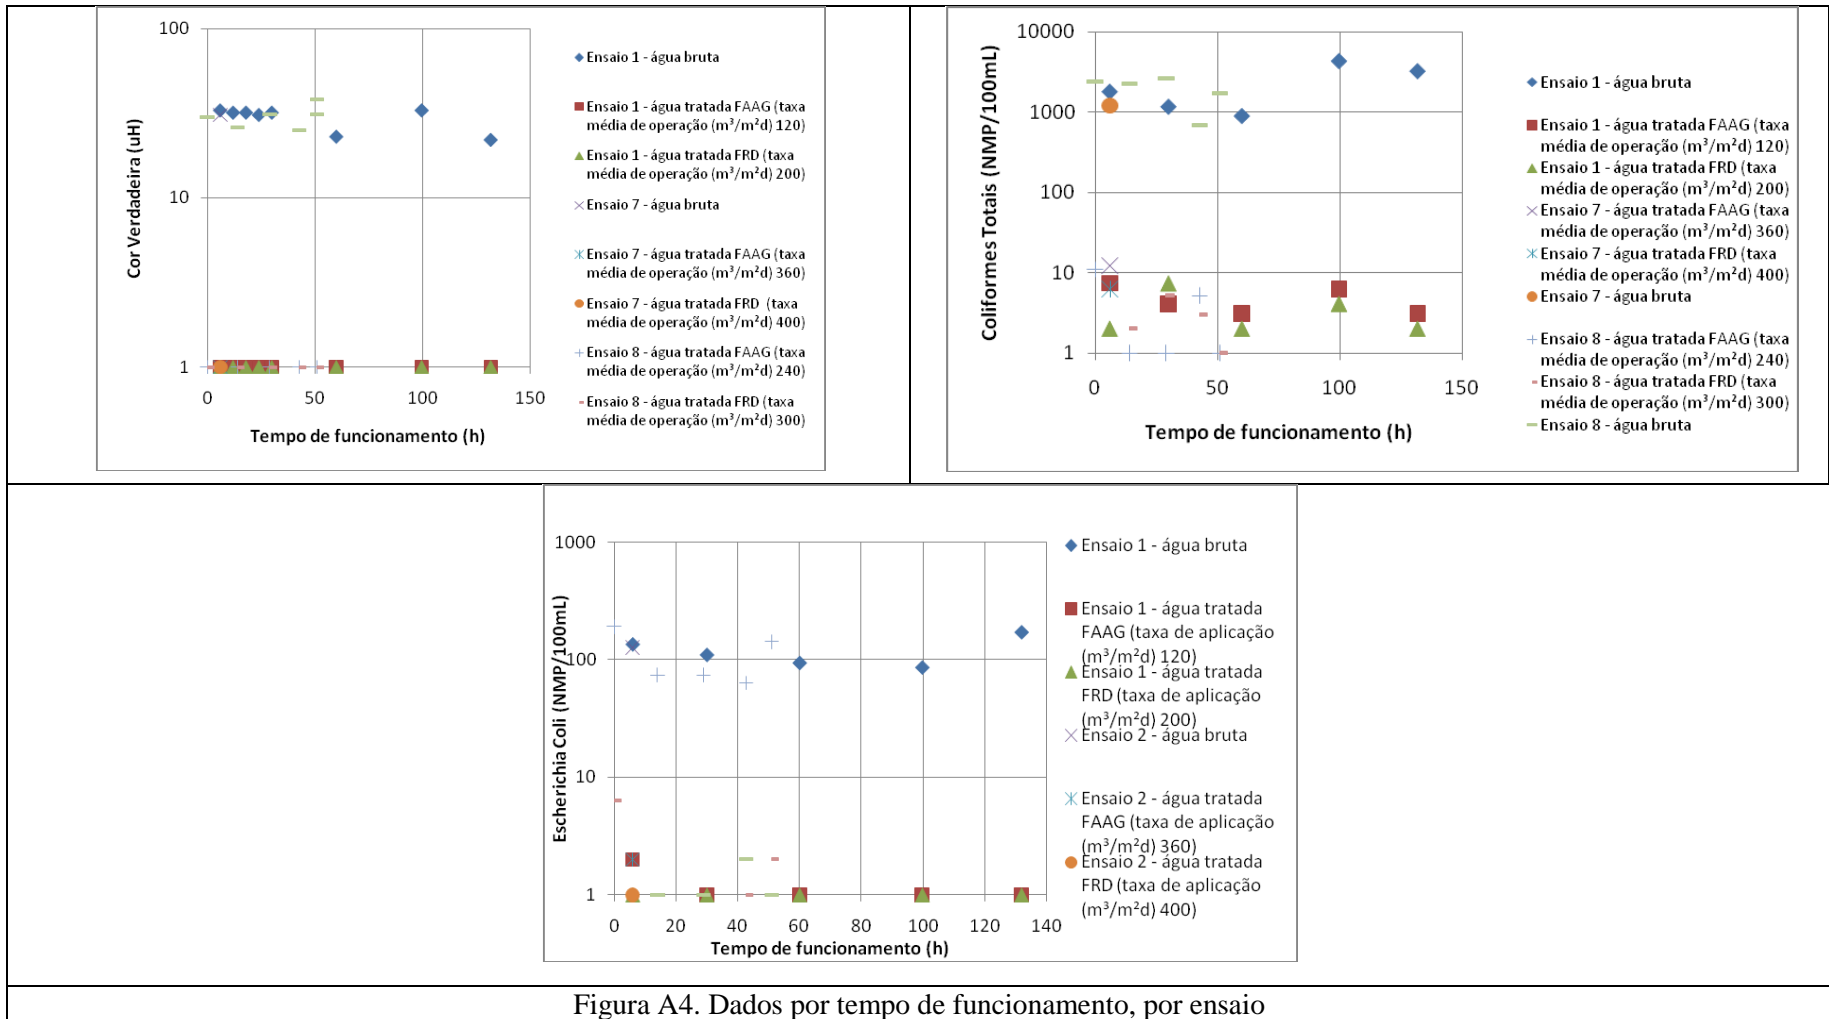 100
10
1
0
50
100
150
Cor Verdadeira (uH)
Tempo de funcionamento (h)
Ensaio 1 - água bruta
Ensaio 1 - água tratada FAAG (taxa
média de operação (m³/m²d) 120)
Ensaio 1 - água tratada FRD (taxa
média de operação (m³/m²d) 200)
Ensaio 7 - água bruta
Ensaio 7 - água tratada FAAG (taxa
média de operação (m³/m²d) 360)
Ensaio 7 - água tratada FRD (taxa
média de operação (m³/m²d) 400)
Ensaio 8 - água tratada FAAG (taxa
média de operação (m³/m²d) 240)
Ensaio 8 - água tratada FRD (taxa
média de operação (m³/m²d) 300)
10000
1000
100
10
1
0
50
100
150
Coliformes Totais (NMP/100mL)
Tempo de funcionamento (h)
Ensaio 1 - água bruta
Ensaio 1 - água tratada FAAG (taxa
média de operação (m³/m²d) 120)
Ensaio 1 - água tratada FRD (taxa
média de operação (m³/m²d) 200)
Ensaio 7 - água tratada FAAG (taxa
média de operação (m³/m²d) 360)
Ensaio 7 - água tratada FRD (taxa
média de operação (m³/m²d) 400)
Ensaio 7 - água bruta
Ensaio 8 - água tratada FAAG (taxa
média de operação (m³/m²d) 240)
Ensaio 8 - água tratada FRD (taxa
média de operação (m³/m²d) 300)
Ensaio 8 - água bruta
1000
100
10
1
0
20
40
60
80
100
120
140
Escherichia Coli (NMP/100mL)
Tempo de funcionamento (h)
Ensaio 1 - água bruta
Ensaio 1 - água tratada
FAAG (taxa de aplicação
(m³/m²d) 120)
Ensaio 1 - água tratada
FRD (taxa de aplicação
(m³/m²d) 200)
Ensaio 2 - água bruta
Ensaio 2 - água tratada
FAAG (taxa de aplicação
(m³/m²d) 360)
Ensaio 2 - água tratada
FRD (taxa de aplicação
(m³/m²d) 400)
Figura A4. Dados por tempo de funcionamento, por ensaio